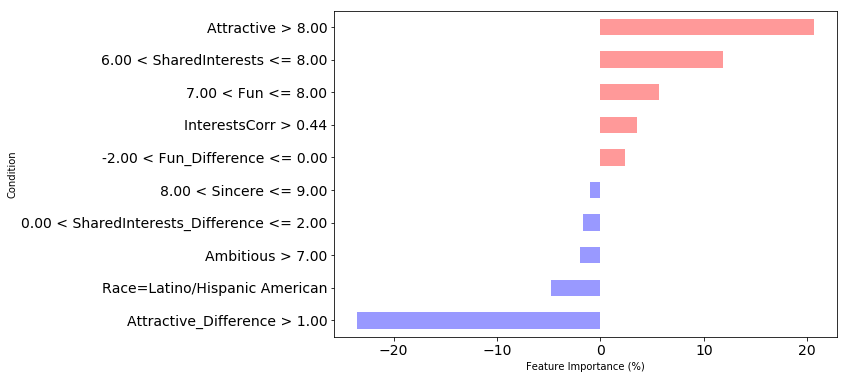 Attractive > 8.00
6.00 < SharedInterests <= 8.00
7.00 < Fun <= 8.00
InterestsCorr > 0.44
-2.00 < Fun_Difference <= 0.00
8.00 < Sincere <= 9.00
0.00 < SharedInterests_Difference <= 2.00
Ambitious > 7.00
Race=Latino/Hispanic American
Attractive_Difference > 1.00
Condition
−20 −10 0 10 20
Feature Importance (%)